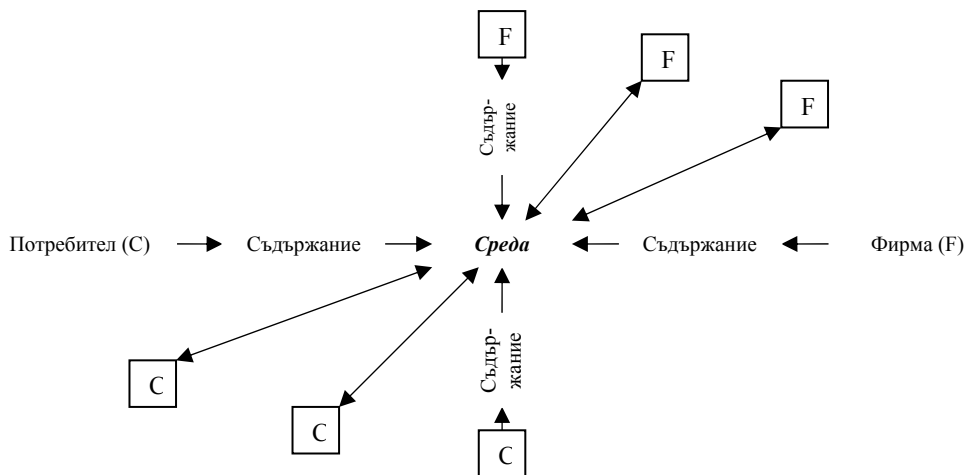 F
F
F
Съдър-
жание
Потребител (С)
Съдържание
Среда
Съдържание
Фирма (F)
Съдър-
жание
С
С
С